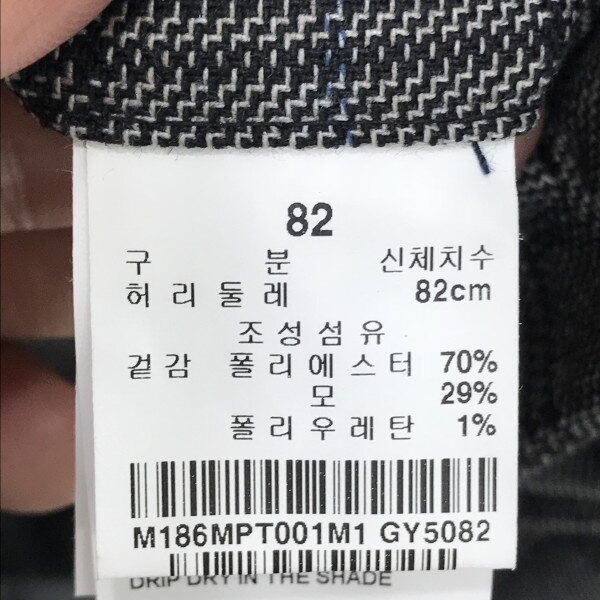 82
구 분 신체치수
허리둘레 82cm
조성섬유
겉감 폴리에스터 70%
모 29%
폴리우레탄 1%
M186MPT001M1 GY5082
DRIP DRY IN THE SHADE